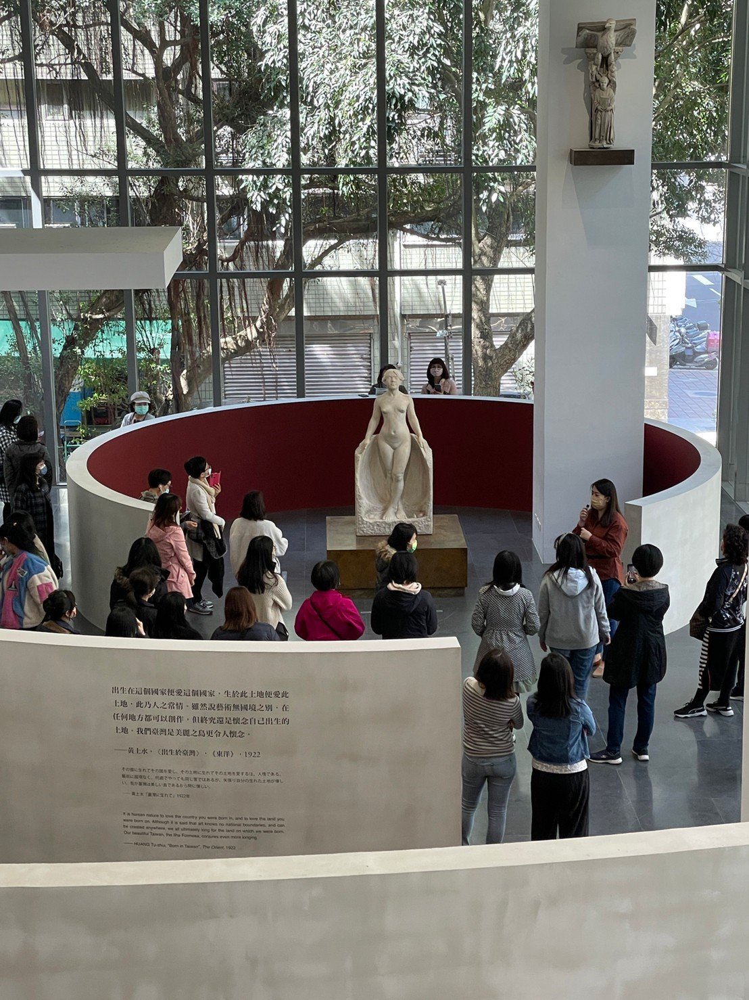 出生在這個國家便愛這個國家，生於此土地便愛此
土地，此乃人之常情。雖然說藝術無國境之別，在
任何地方都可以創作，但終究還是懷念自己出生的
土地。我們臺灣是美麗之島更令人懷念。
——黃土水，〈出生於臺灣〉，《東洋》，1922
その國に生れてその國を愛し、その土地に生れてその土地を愛するは、人情である。
藝術に國境なく、何處でやっても同じ筈ではあるが、矢張り自分の生れた土地が懐し
い。我が臺灣は美しい島であるから特に懐しい。
——黃土水「臺灣に生れて」1922年
It is human nature to love the country you were born in, and to love the land you
were born on. Although it is said that art knows no national boundaries, and can
be created anywhere, we all ultimately long for the land on which we were born.
Our beautiful Taiwan, the Ilha Formosa, conjures even more longing.
—— HUANG Tu-shui, "Born in Taiwan", The Orient, 1922